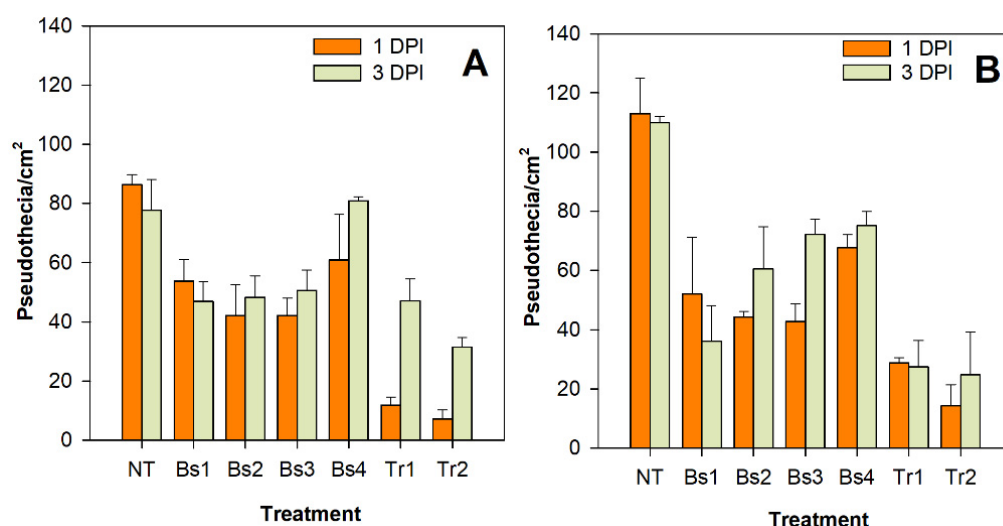 140
120
100
80
60
40
20
0
Pseudothecia/cm²
1 DPI
3 DPI
A
NT Bs1 Bs2 Bs3 Bs4 Tr1 Tr2
Treatment
140
120
100
80
60
40
20
0
Pseudothecia/cm²
1 DPI
3 DPI
B
NT Bs1 Bs2 Bs3 Bs4 Tr1 Tr2
Treatment